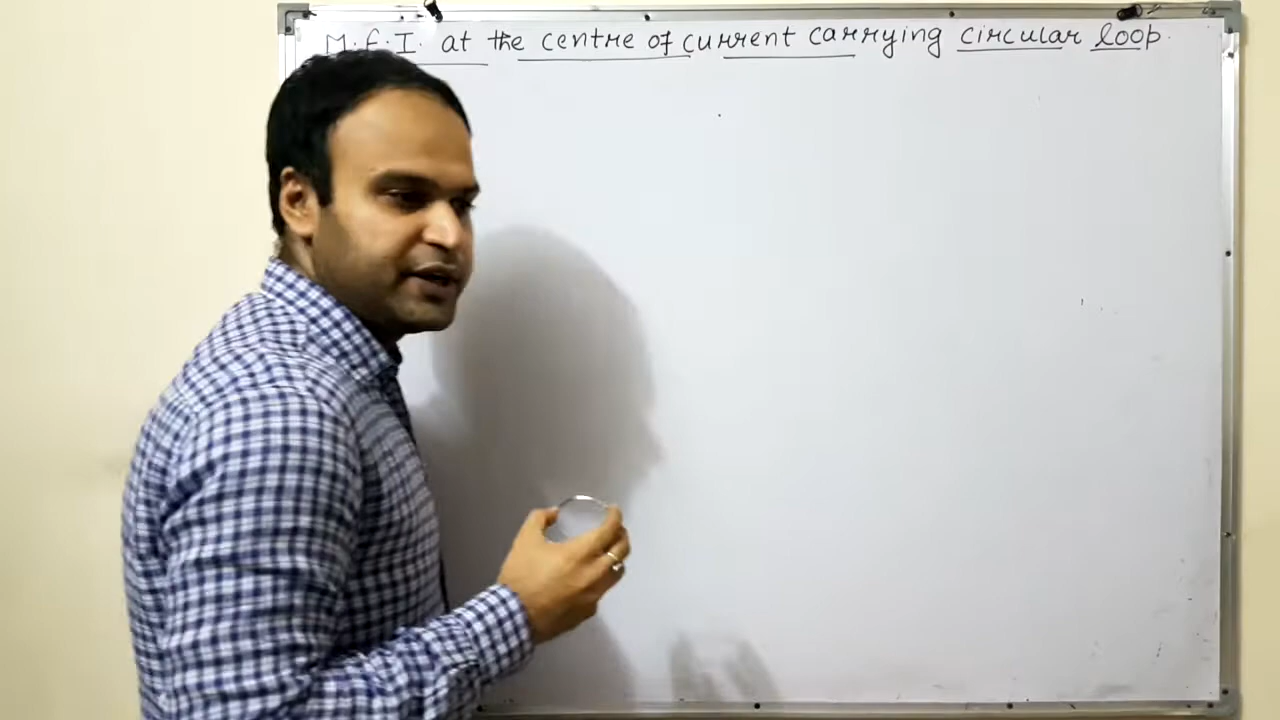 M.F.I. at the centre of current carrying circular loop.